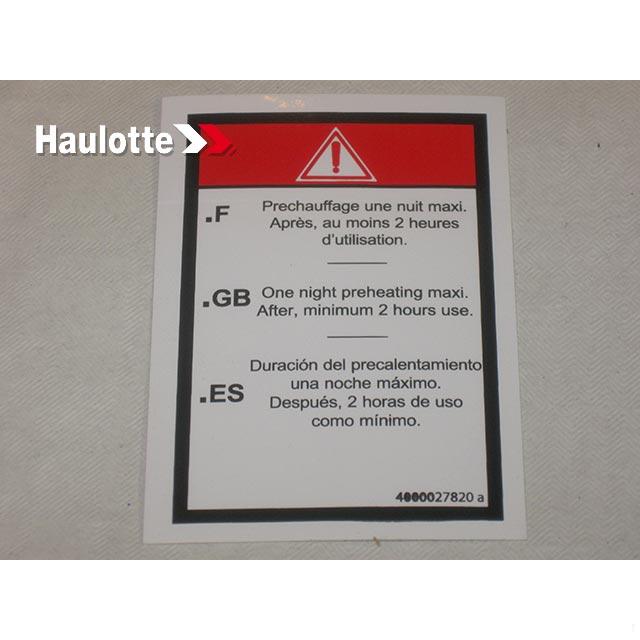 Haulotte
.F
Prechauffage une nuit maxi.
Après, au moins 2 heures
d'utilisation.
.GB
One night preheating maxi.
After, minimum 2 hours use.
.ES
Duración del precalentamiento
una noche máximo.
Después, 2 horas de uso
como mínimo.
4000027820 a